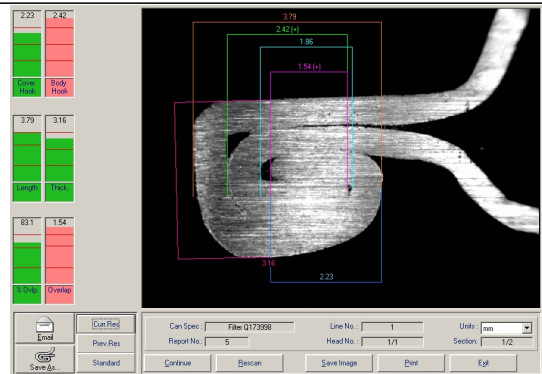 2.23 2.42
Cover Hook Body Hook
3.79 3.16
Length Thick.
83.1 1.54
% Ovlp. Overlap
3.79
2.42 (+)
1.86
1.54 (+)
3.16
2.23
Email
Save As...
Curr.Res
Prev.Res
Standard
Can Spec : Filter Q173998 Line No. : 1 Units : mm
Report No.: 5 Head No. : 1/1 Section: 1/2
Continue Rescan Save Image Print Exit